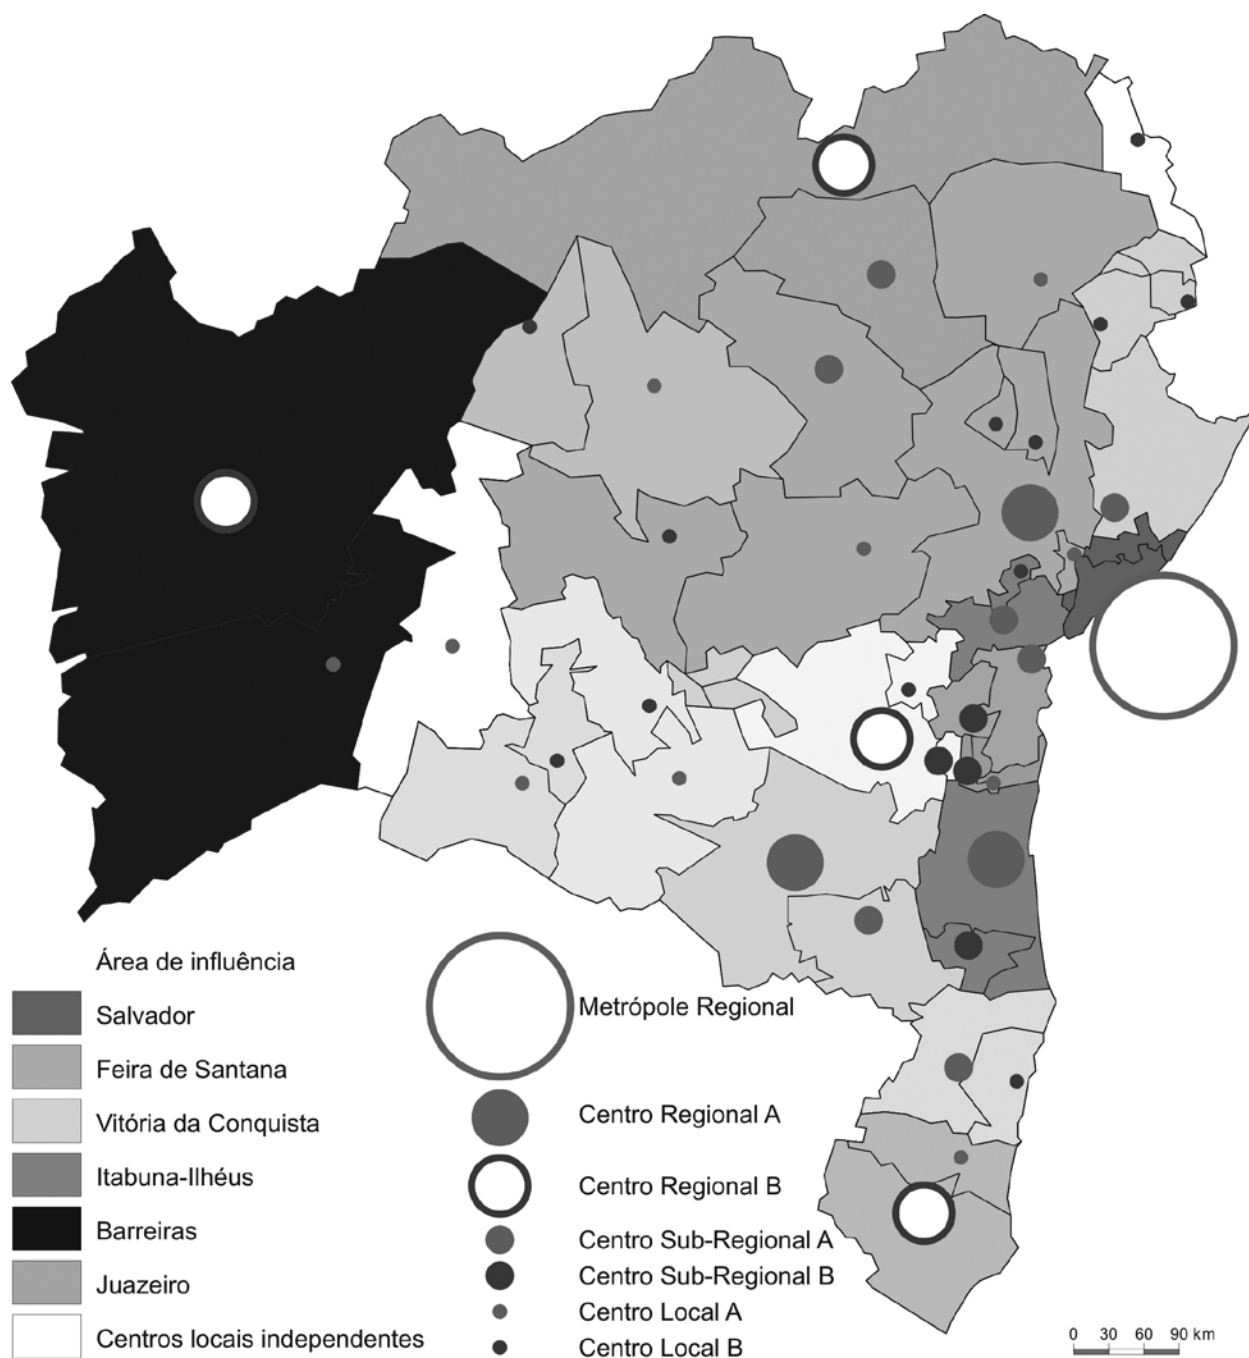 Área de influência
Salvador
Feira de Santana
Vitória da Conquista
Itabuna-Ilhéus
Barreiras
Juazeiro
Centros locais independentes
Metrópole Regional
Centro Regional A
Centro Regional B
Centro Sub-Regional A
Centro Sub-Regional B
Centro Local A
Centro Local B
0 30 60 90 km